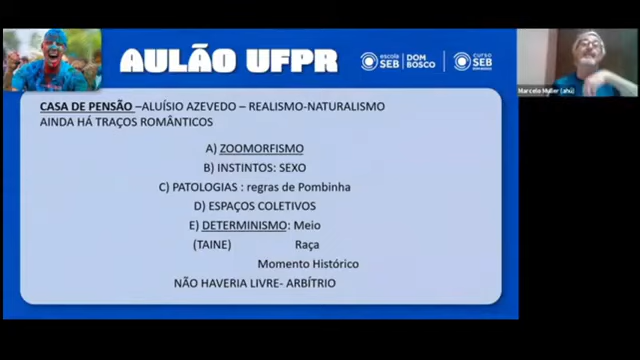 AULÃO UFPR
escola SEB DOM BOSCO
curso SEB
Marcela Muller (ahú)
CASA DE PENSÃO –ALUÍSIO AZEVEDO – REALISMO-NATURALISMO
AINDA HÁ TRAÇOS ROMÂNTICOS
A) ZOOMORFISMO
B) INSTINTOS: SEXO
C) PATOLOGIAS : regras de Pombinha
D) ESPAÇOS COLETIVOS
E) DETERMINISMO: Meio
(TAINE) Raça
Momento Histórico
NÃO HAVERIA LIVRE- ARBÍTRIO